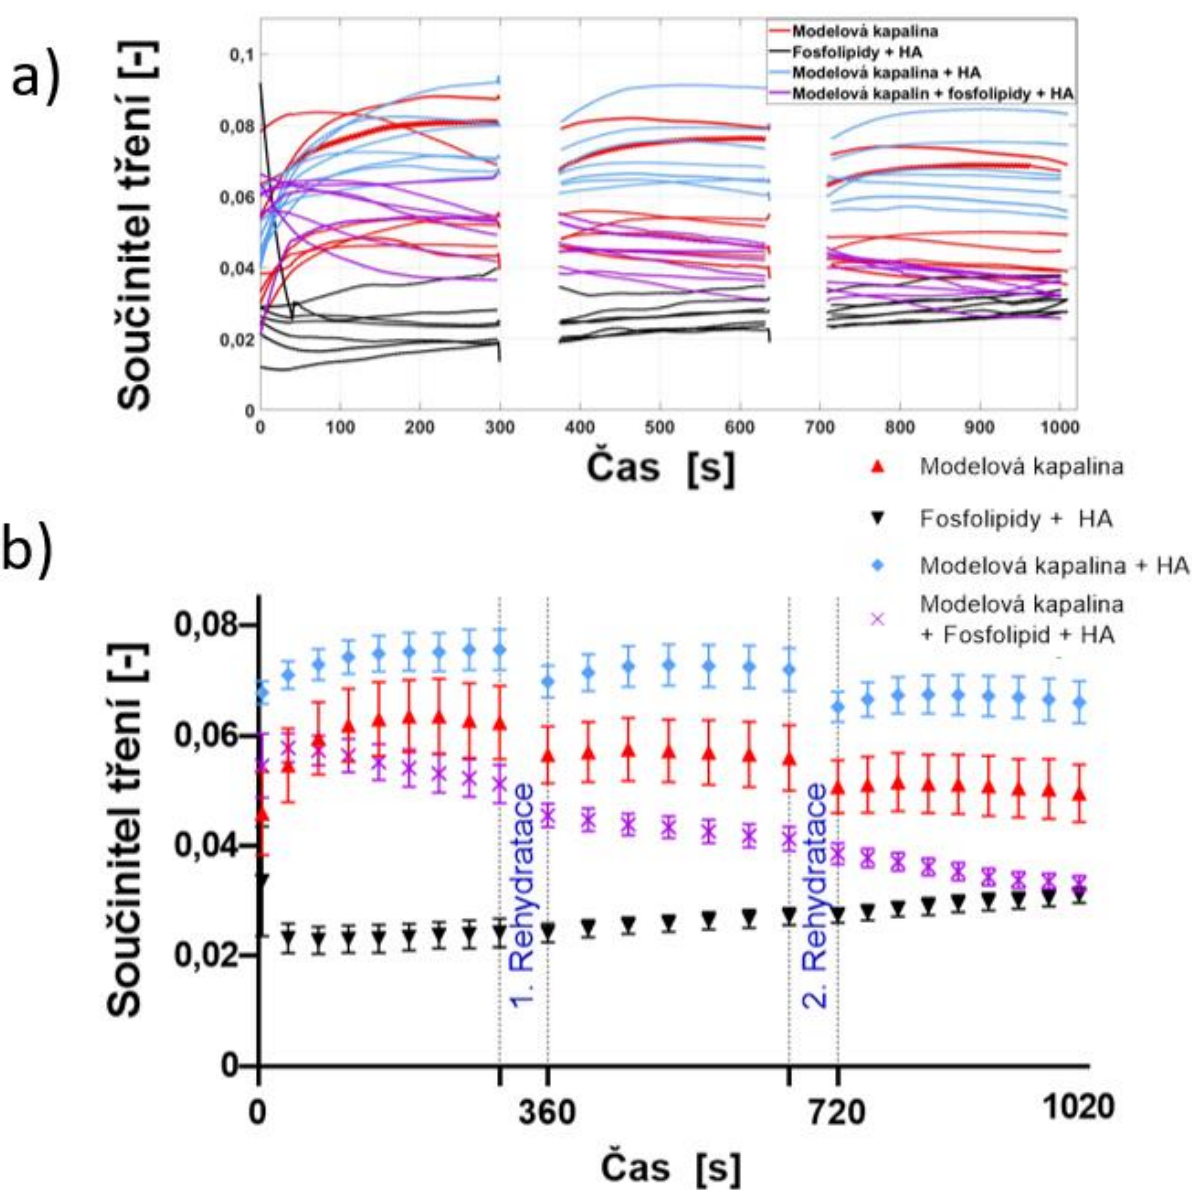 a)
Součinitel tření [-]
0,1
0,08
0,06
0,04
0,02
0
Modelová kapalina
Fosfolipidy + HA
Modelová kapalina + HA
Modelová kapalin + fosfolipidy + HA
0 100 200 300 400 500 600 700 800 900 1000
Čas [s]
Modelová kapalina
Fosfolipidy + HA
Modelová kapalina + HA
Modelová kapalina
+ Fosfolipid + HA
b)
Součinitel tření [-]
0,08
0,06
0,04
0,02
0
1. Rehydratace
2. Rehydratace
0 360 720 1020
Čas [s]